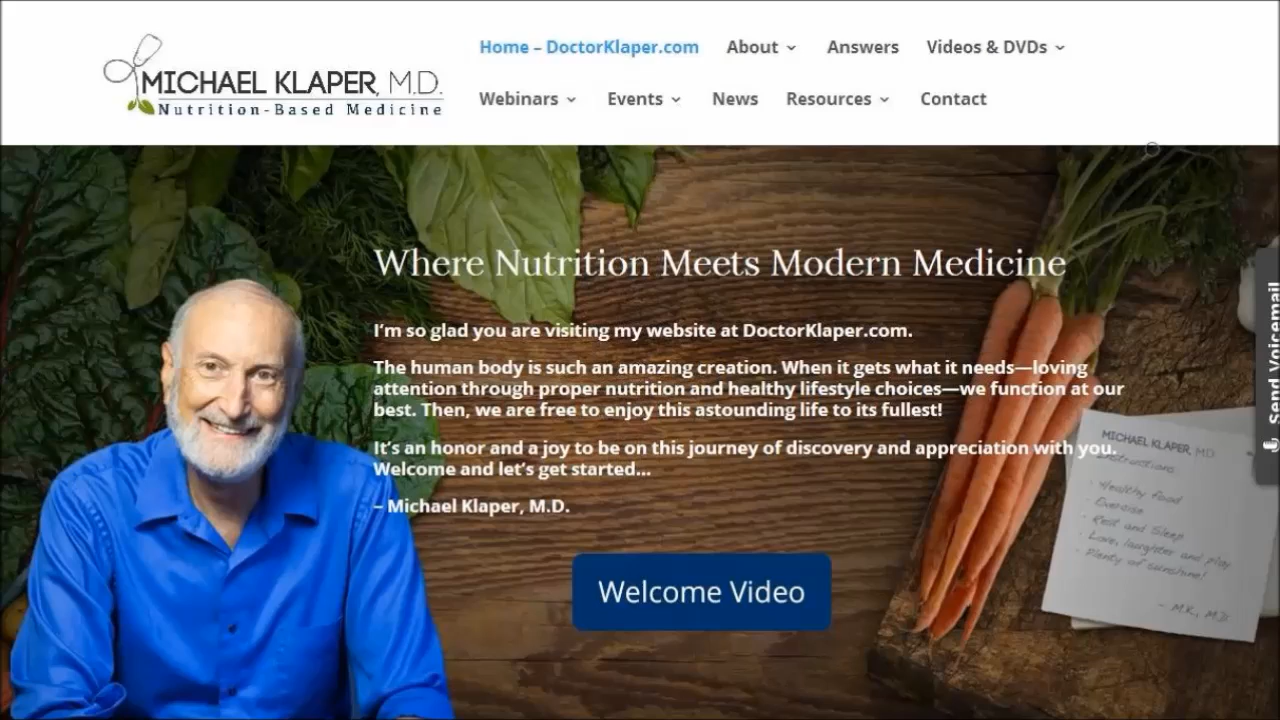 MICHAEL KLAPER, M.D.
Nutrition-Based Medicine
Home – DoctorKlaper.com
About
Answers
Videos & DVDs
Webinars
Events
News
Resources
Contact
Where Nutrition Meets Modern Medicine
I’m so glad you are visiting my website at DoctorKlaper.com.
The human body is such an amazing creation. When it gets what it needs—loving
attention through proper nutrition and healthy lifestyle choices—we function at our
best. Then, we are free to enjoy this astounding life to its fullest!
It’s an honor and a joy to be on this journey of discovery and appreciation with you.
Welcome and let’s get started...
– Michael Klaper, M.D.
Welcome Video
Send Voicemail
MICHAEL KLAPER, MD
Instructions
- Healthy food
- Exercise
- Rest and Sleep
- Love, laughter and play
- Plenty of sunshine!
- M.K., M.D.